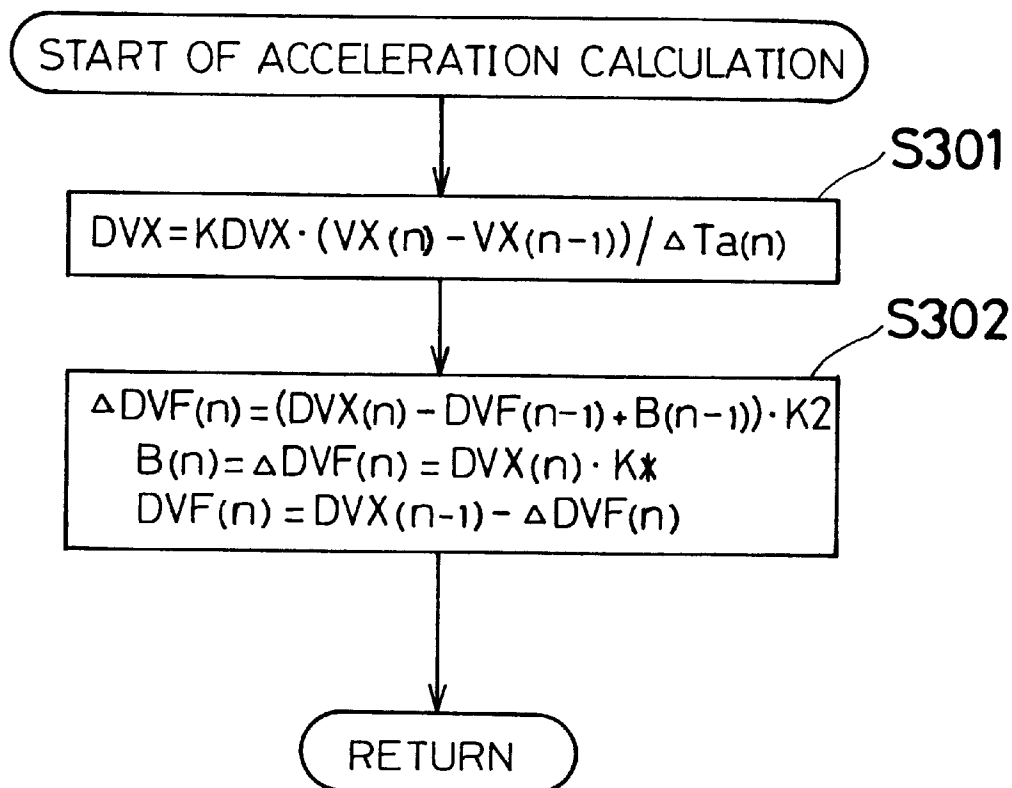 START OF ACCELERATION CALCULATION
S301
DVX=KDVX·(VX(n)-VX(n-1))/ΔTa(n)
S302
ΔDVF(n)=(DVX(n)-DVF(n-1)+B(n-1))·K2
B(n)=ΔDVF(n)=DVX(n)·K*
DVF(n)=DVX(n-1)-ΔDVF(n)
RETURN